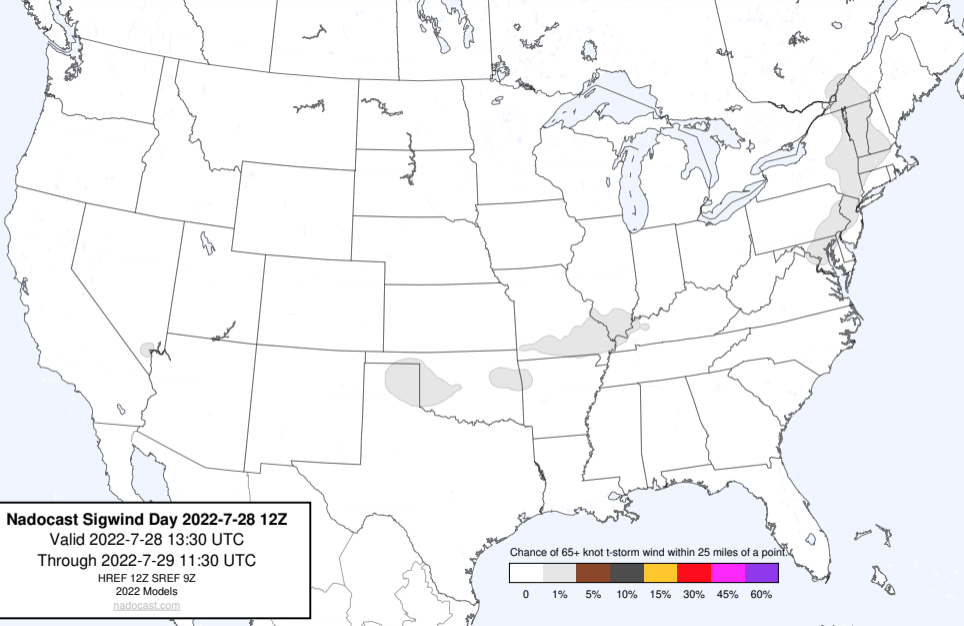 Nadocast Sigwind Day 2022-7-28 12Z
Valid 2022-7-28 13:30 UTC
Through 2022-7-29 11:30 UTC
HREF 12Z SREF 9Z
2022 Models
nadocast.com
Chance of 65+ knot t-storm wind within 25 miles of a point.
0 1% 5% 10% 15% 30% 45% 60%